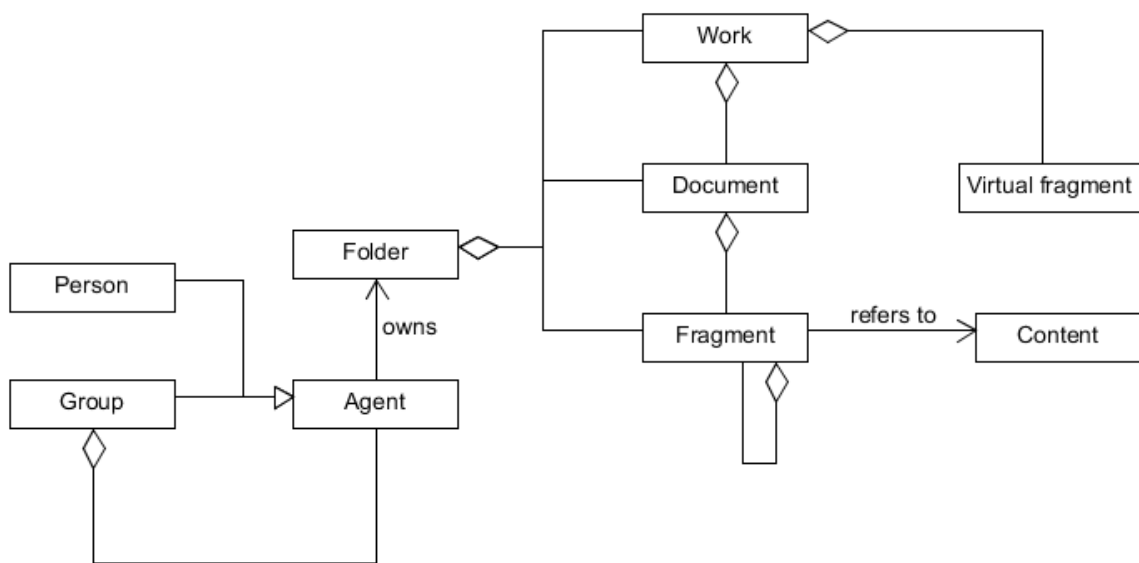 Work
Document
Virtual fragment
Folder
Person
owns
Fragment
refers to
Content
Group
Agent